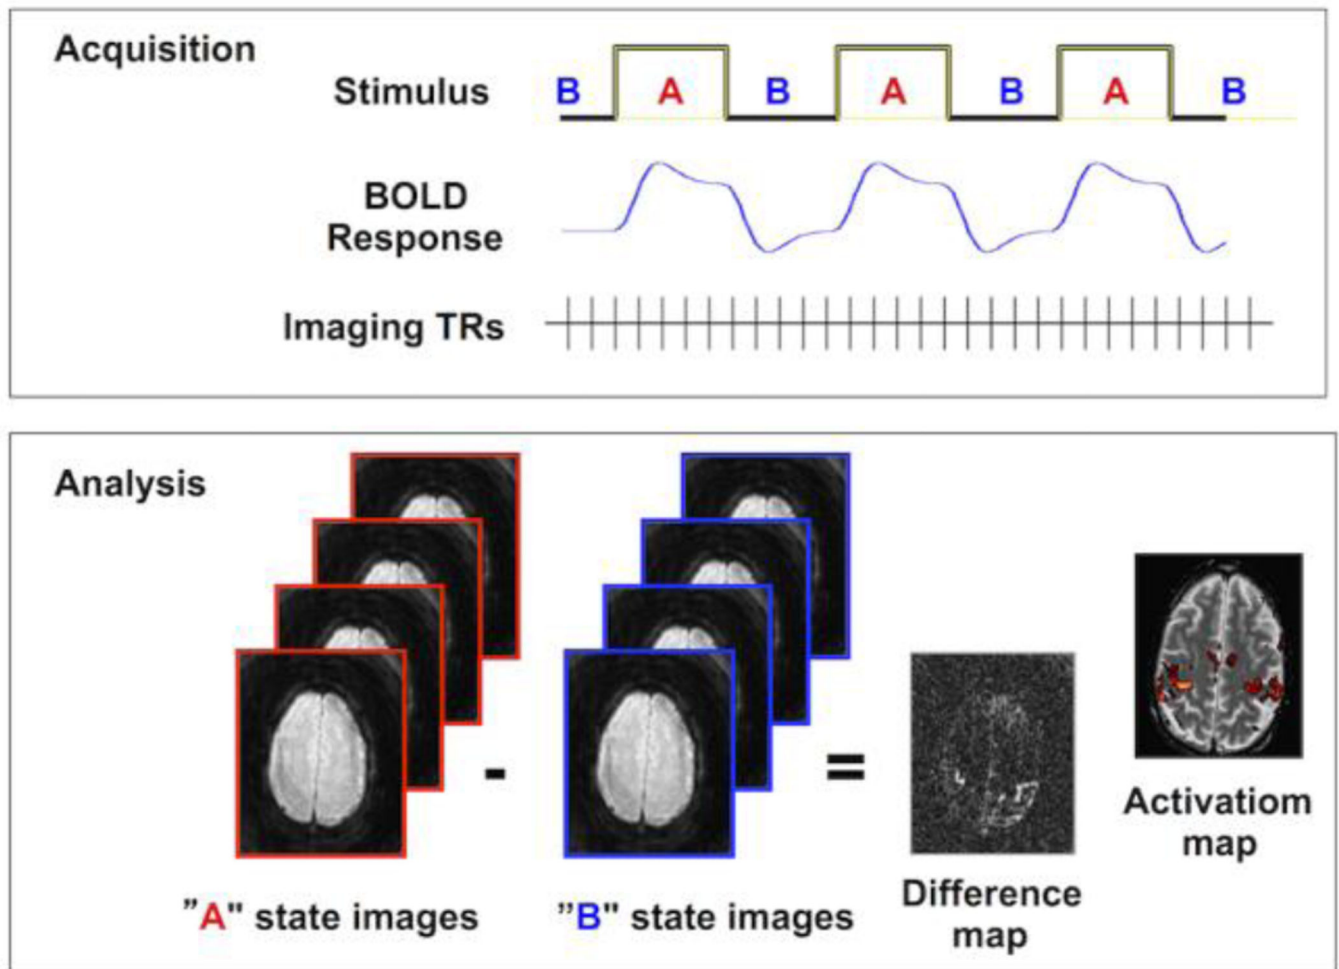 Acquisition
Stimulus
B A B A B A B
BOLD
Response
Imaging TRs
Analysis
-
=
”A" state images
”B" state images
Difference
map
Activatiom
map